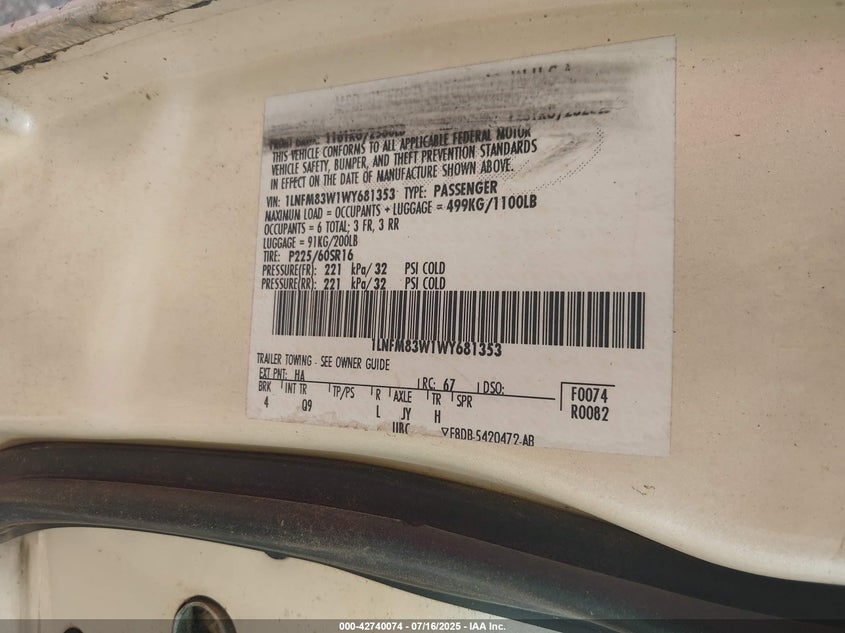 1181KG/2586LB
THIS VEHICLE CONFORMS TO ALL APPLICABLE FEDERAL MOTOR
VEHICLE SAFETY, BUMPER, AND THEFT PREVENTION STANDARDS
IN EFFECT ON THE DATE OF MANUFACTURE SHOWN ABOVE.
VIN: 1LNFM83W1WY681353 TYPE: PASSENGER
MAXIMUM LOAD = OCCUPANTS + LUGGAGE = 499KG/1100LB
OCCUPANTS = 6 TOTAL; 3 FR, 3 RR
LUGGAGE = 91KG/200LB
TIRE: P225/60SR16
PRESSURE(FR): 221 kPa/32 PSI COLD
PRESSURE(RR): 221 kPa/32 PSI COLD
1LNFM83W1WY681353
TRAILER TOWING - SEE OWNER GUIDE
EXT PNT: HA RC: 67 DSO: F0074
BRK INT TR TP/PS R AXLE TR SPR R0082
4 Q9 L JY H
UBC ▽F8DB-5420472-AB
000-42740074 - 07/16/2025 - IAA Inc.